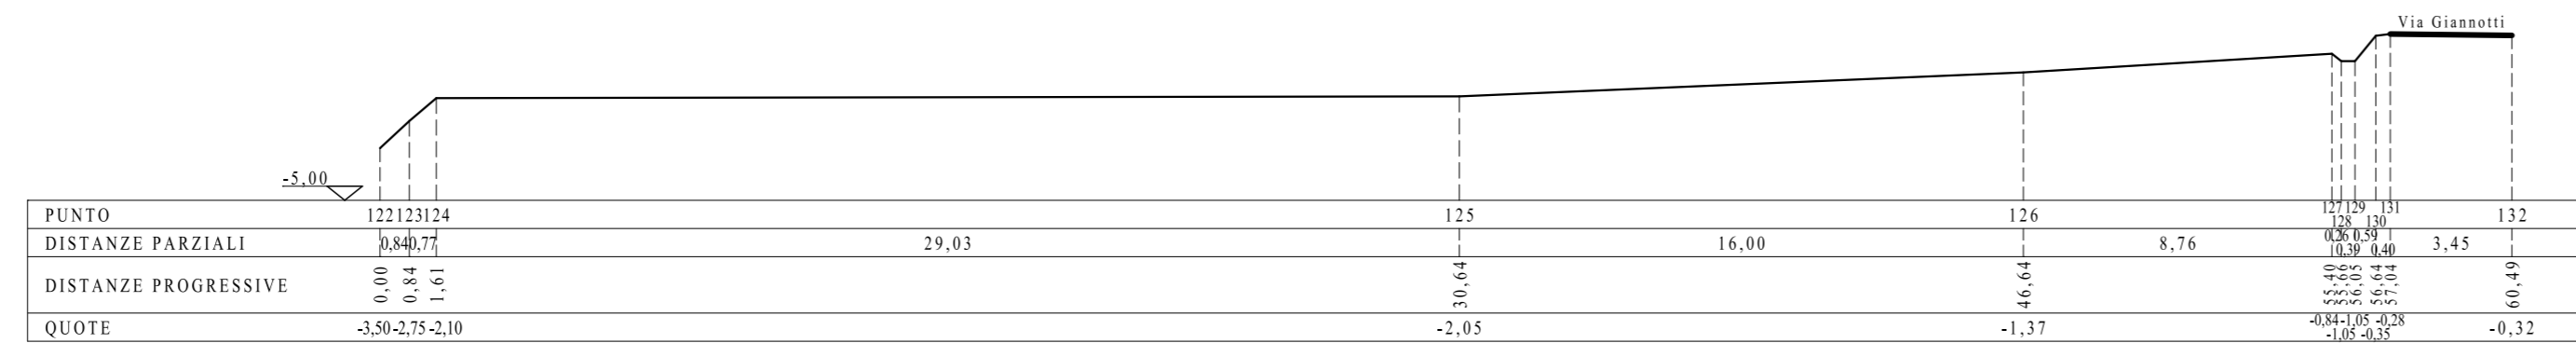 Via Giannotti
-5,00
PUNTO 122 123 124 125 126 127 129 131 132
128 130
DISTANZE PARZIALI 0,84 0,77 29,03 16,00 8,76 0,26 0,59 3,45
0,39 0,40
DISTANZE PROGRESSIVE 0,00 0,84 1,61 30,64 46,64 55,40 55,66 56,05 56,64 57,04 60,49
QUOTE -3,50 -2,75 -2,10 -2,05 -1,37 -0,84 -1,05 -0,28 -0,32
-1,05 -0,35